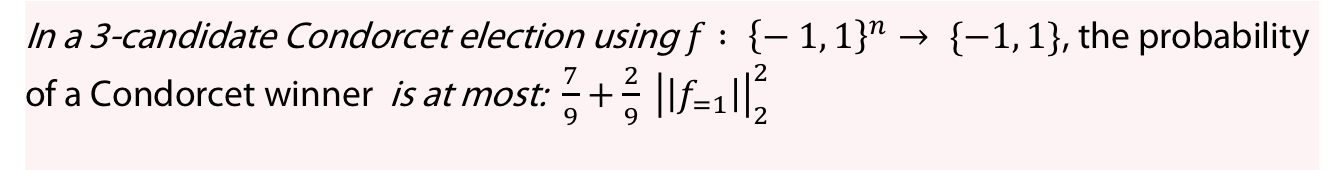 In a 3-candidate Condorcet election using f : {− 1, 1}ⁿ → {−1, 1}, the probability
of a Condorcet winner is at most: 7/9 + 2/9 ||f₌₁||₂²